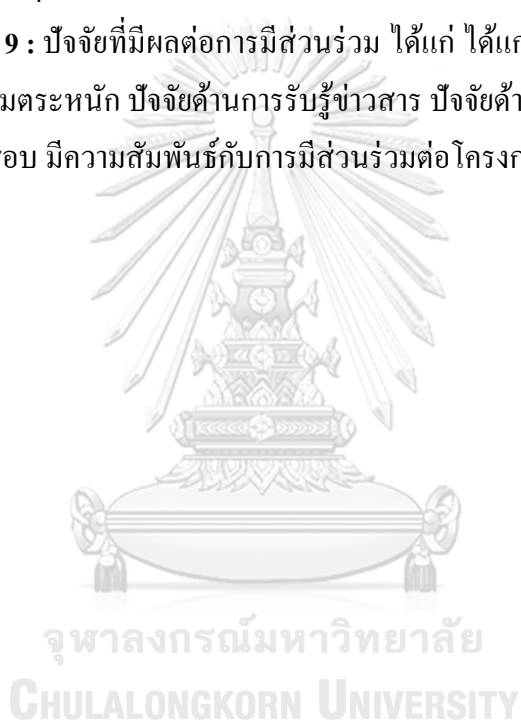 9 : ปัจจัยที่มีผลต่อการมีส่วนร่วม ได้แก่ ได้แก่
มตระหนัก ปัจจัยด้านการรับรู้ข่าวสาร ปัจจัยด้า
อบ มีความสัมพันธ์กับการมีส่วนร่วมต่อโครงก
จุฬาลงกรณ์มหาวิทยาลัย
CHULALONGKORN UNIVERSITY